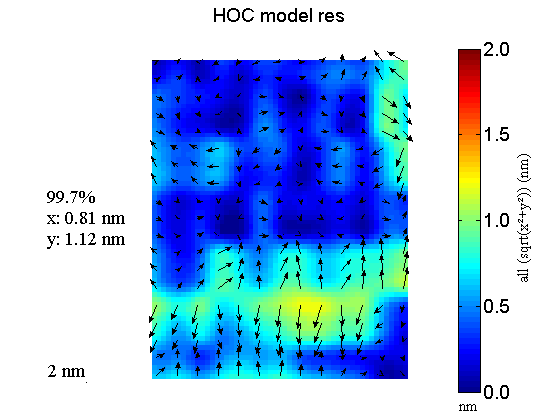 HOC model res
2.0
1.5
1.0
0.5
0.0
nm
all (sqrt(x²+y²)) (nm)
99.7%
x: 0.81 nm
y: 1.12 nm
2 nm